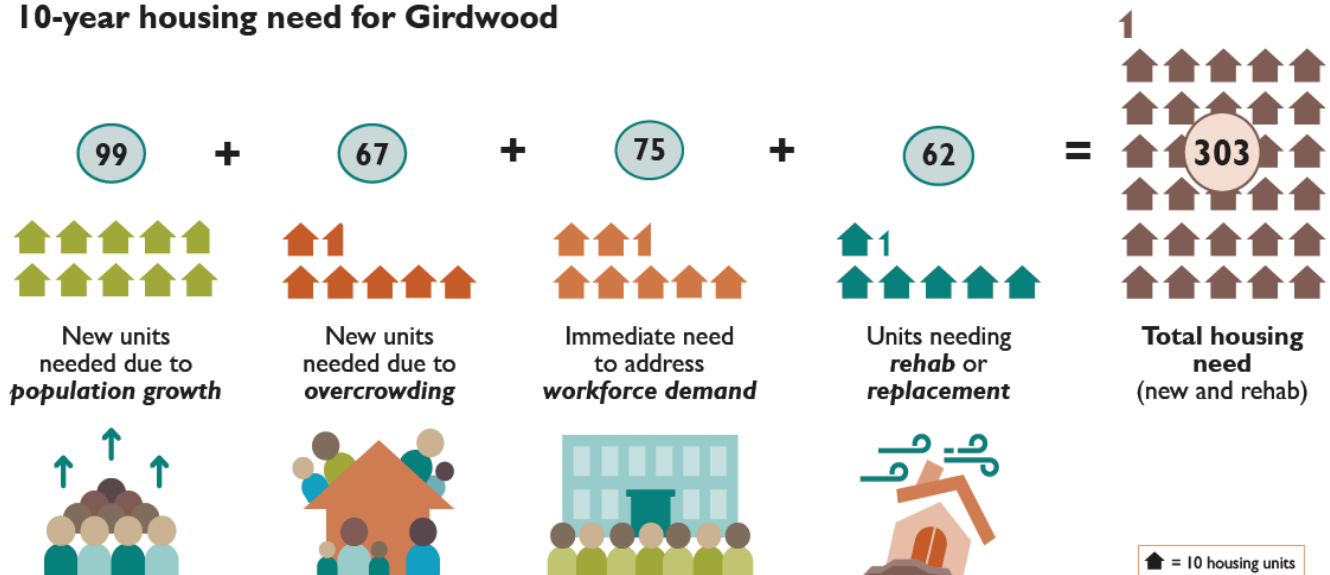 10-year housing need for Girdwood
99 + 67 + 75 + 62 = 303
New units
needed due to
population growth
New units
needed due to
overcrowding
Immediate need
to address
workforce demand
Units needing
rehab or
replacement
Total housing
need
(new and rehab)
= 10 housing units